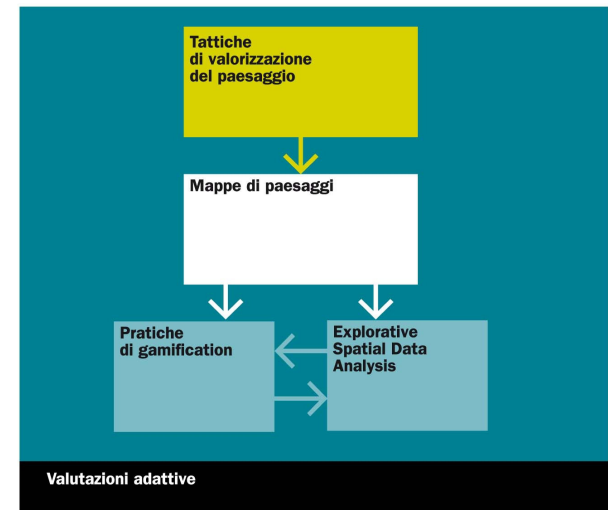 Tattiche
di valorizzazione
del paesaggio
Mappe di paesaggi
Pratiche
di gamification
Explorative
Spatial Data
Analysis
Valutazioni adattive